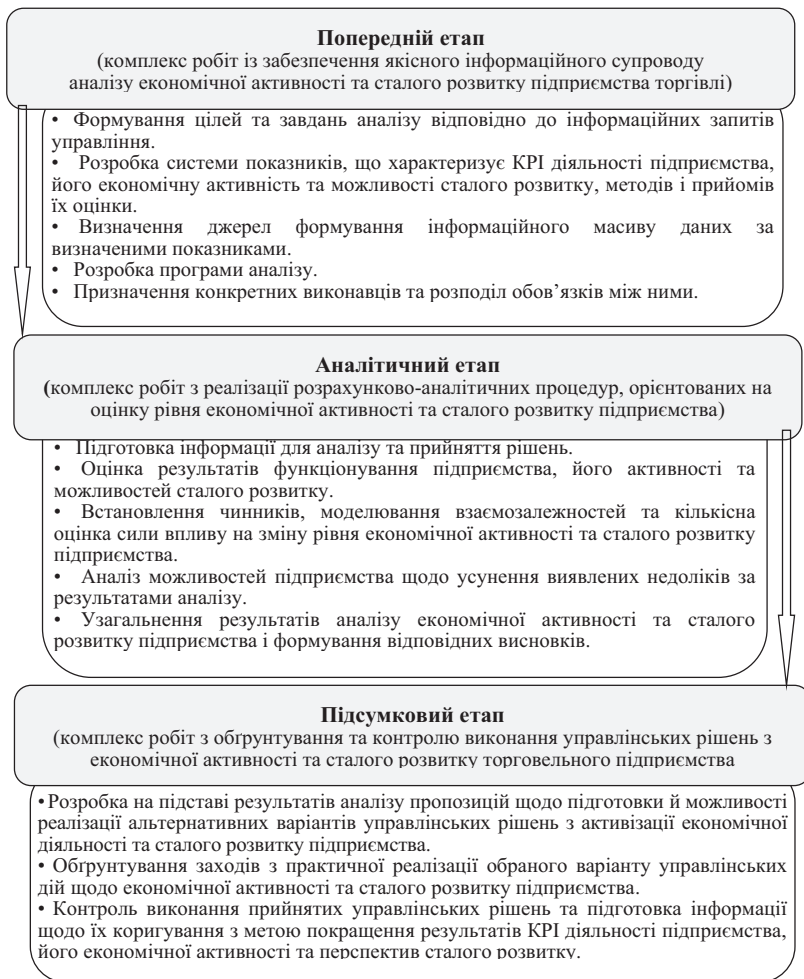 Попередній етап
(комплекс робіт із забезпечення якісного інформаційного супроводу
аналізу економічної активності та сталого розвитку підприємства торгівлі)
• Формування цілей та завдань аналізу відповідно до інформаційних запитів
управління.
• Розробка системи показників, що характеризує KPI діяльності підприємства,
його економічну активність та можливості сталого розвитку, методів і прийомів
їх оцінки.
• Визначення джерел формування інформаційного масиву даних за
визначеними показниками.
• Розробка програми аналізу.
• Призначення конкретних виконавців та розподіл обов’язків між ними.
Аналітичний етап
(комплекс робіт з реалізації розрахунково-аналітичних процедур, орієнтованих на
оцінку рівня економічної активності та сталого розвитку підприємства)
• Підготовка інформації для аналізу та прийняття рішень.
• Оцінка результатів функціонування підприємства, його активності та
можливостей сталого розвитку.
• Встановлення чинників, моделювання взаємозалежностей та кількісна
оцінка сили впливу на зміну рівня економічної активності та сталого розвитку
підприємства.
• Аналіз можливостей підприємства щодо усунення виявлених недоліків за
результатами аналізу.
• Узагальнення результатів аналізу економічної активності та сталого
розвитку підприємства і формування відповідних висновків.
Підсумковий етап
(комплекс робіт з обґрунтування та контролю виконання управлінських рішень з
економічної активності та сталого розвитку торговельного підприємства
• Розробка на підставі результатів аналізу пропозицій щодо підготовки й можливості
реалізації альтернативних варіантів управлінських рішень з активізації економічної
діяльності та сталого розвитку підприємства.
• Обґрунтування заходів з практичної реалізації обраного варіанту управлінських
дій щодо економічної активності та сталого розвитку підприємства.
• Контроль виконання прийнятих управлінських рішень та підготовка інформації
щодо їх коригування з метою покращення результатів KPI діяльності підприємства,
його економічної активності та перспектив сталого розвитку.